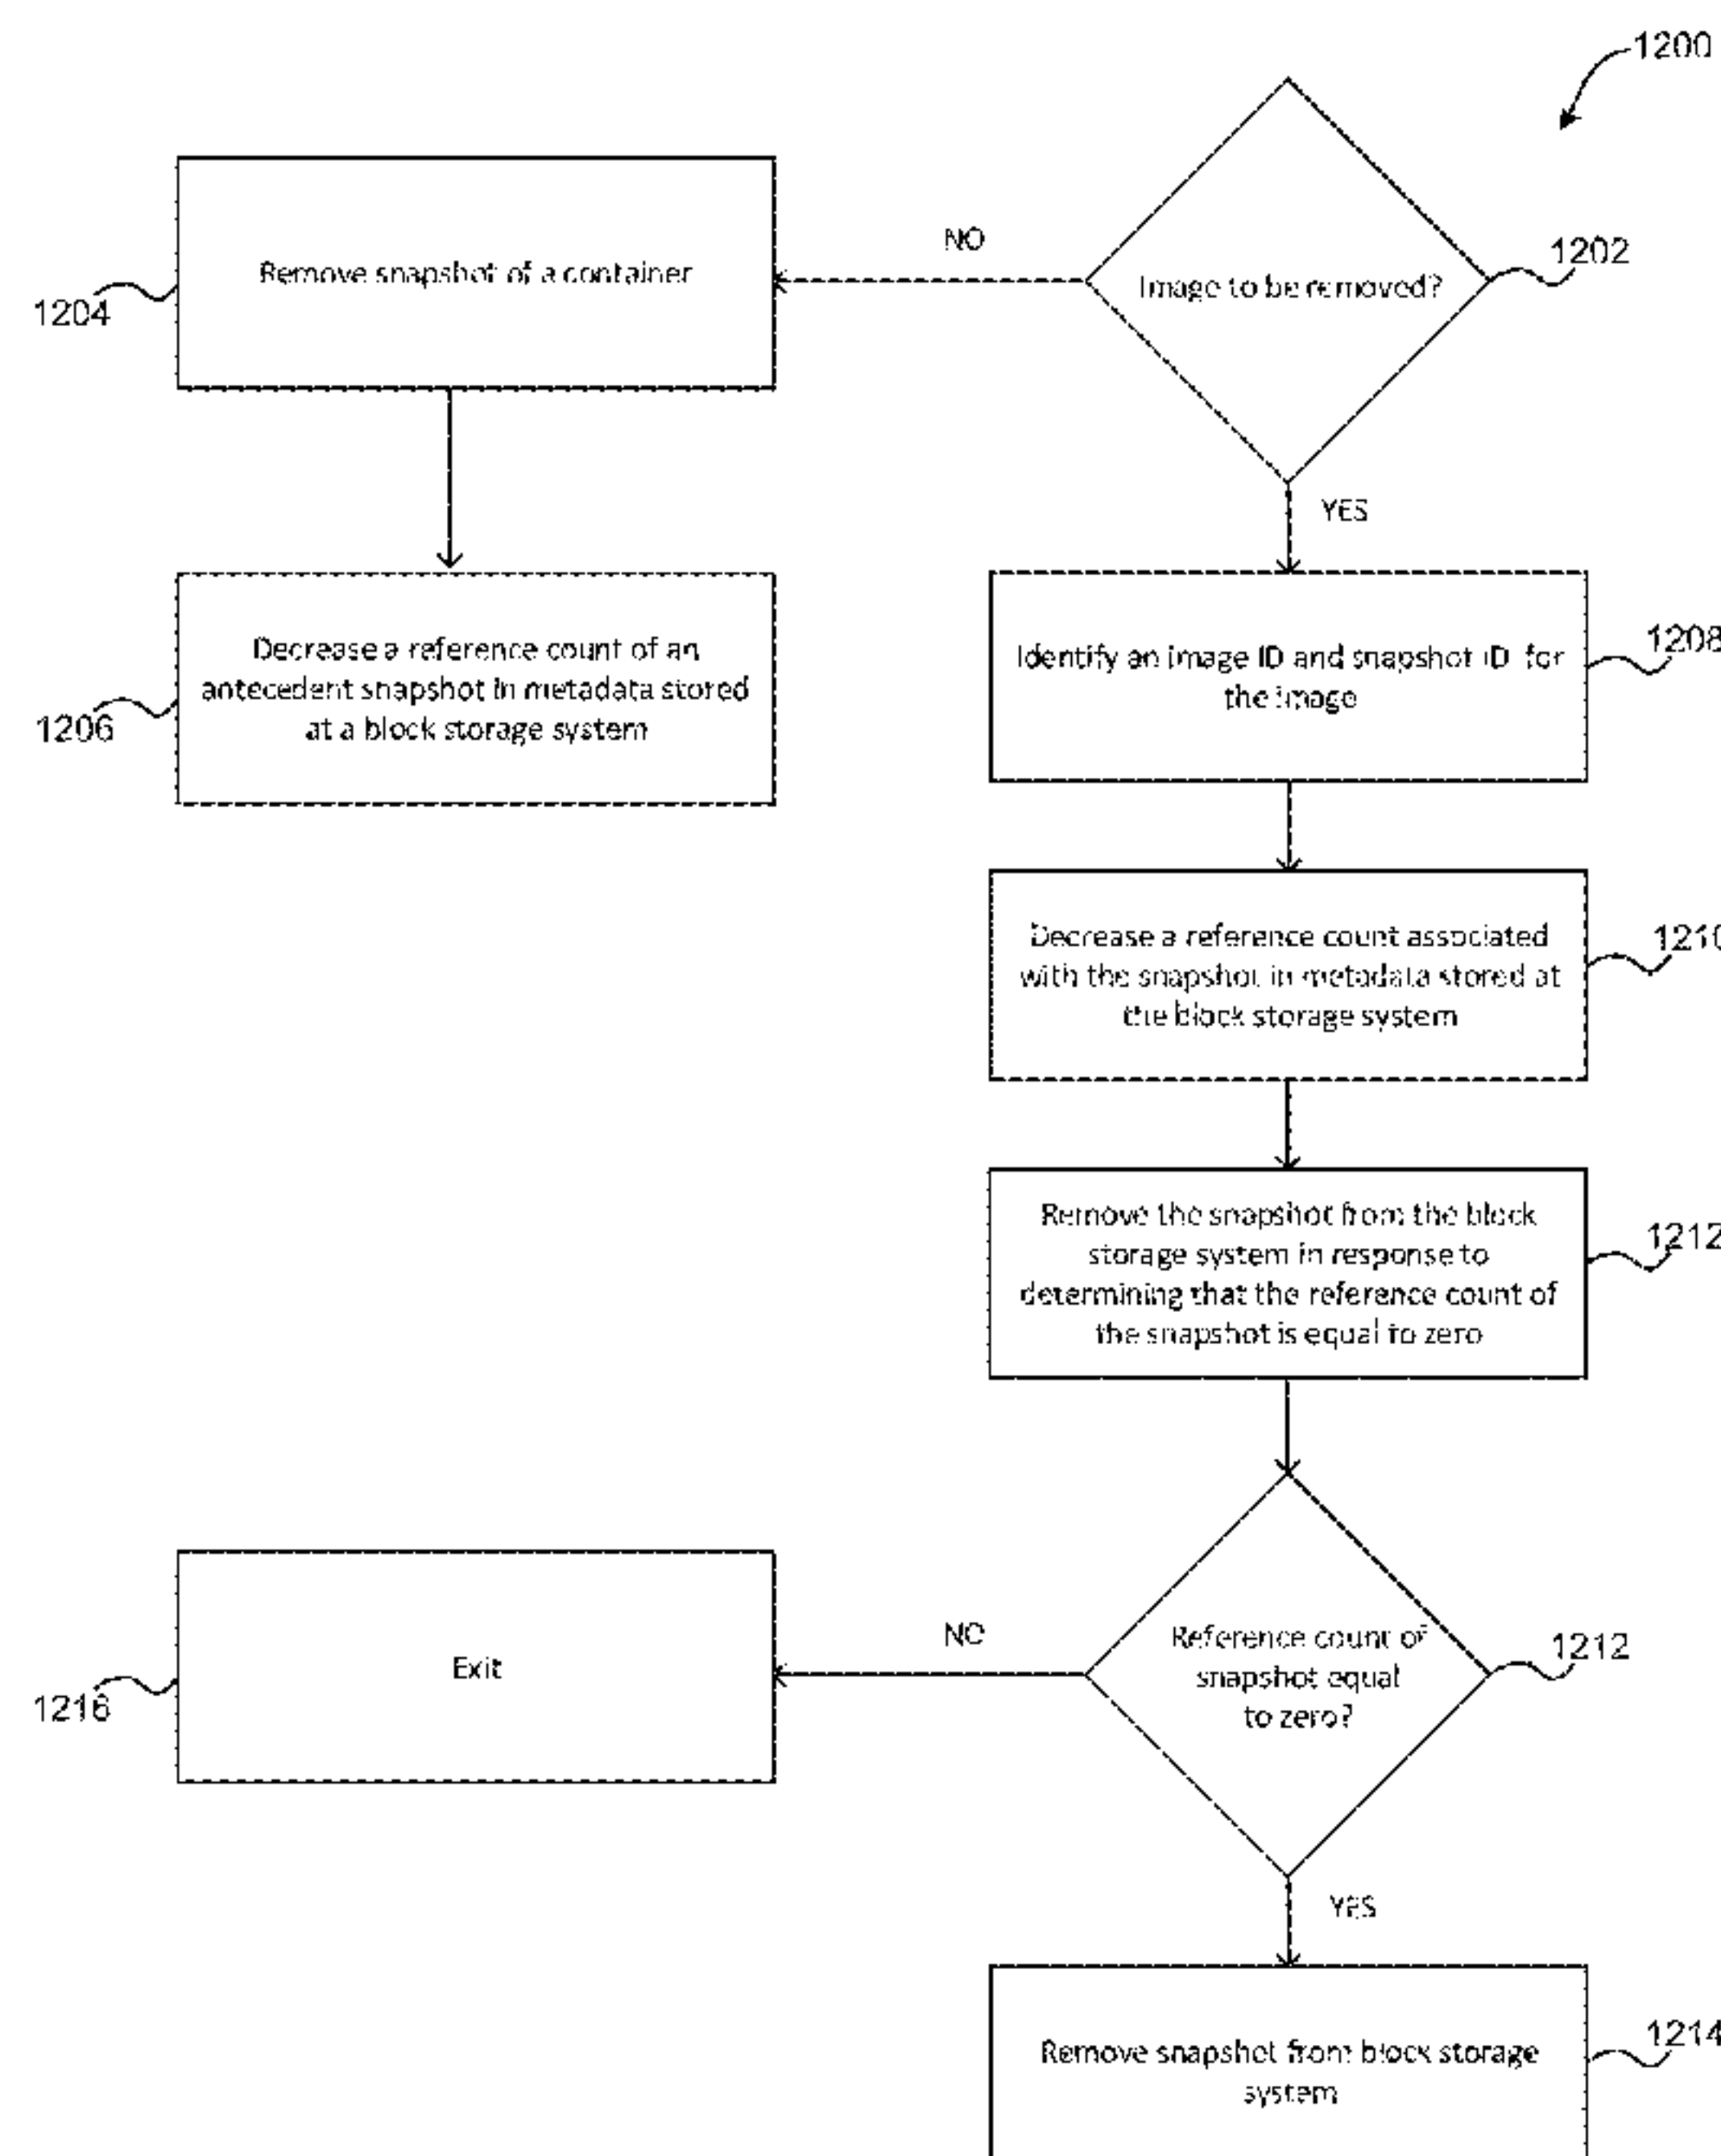 1200
NO
1202
Image to be removed?
Remove snapshot of a container
1204
YES
Decrease a reference count of an
antecedent snapshot in metadata stored
at a block storage system
1206
Identify an image ID and snapshot ID for
the image
1208
Decrease a reference count associated
with the snapshot in metadata stored at
the block storage system
1210
Remove the snapshot from the block
storage system in response to
determining that the reference count of
the snapshot is equal to zero
1212
NO
Reference count of
snapshot equal
to zero?
1212
Exit
1216
YES
Remove snapshot from block storage
system
1214